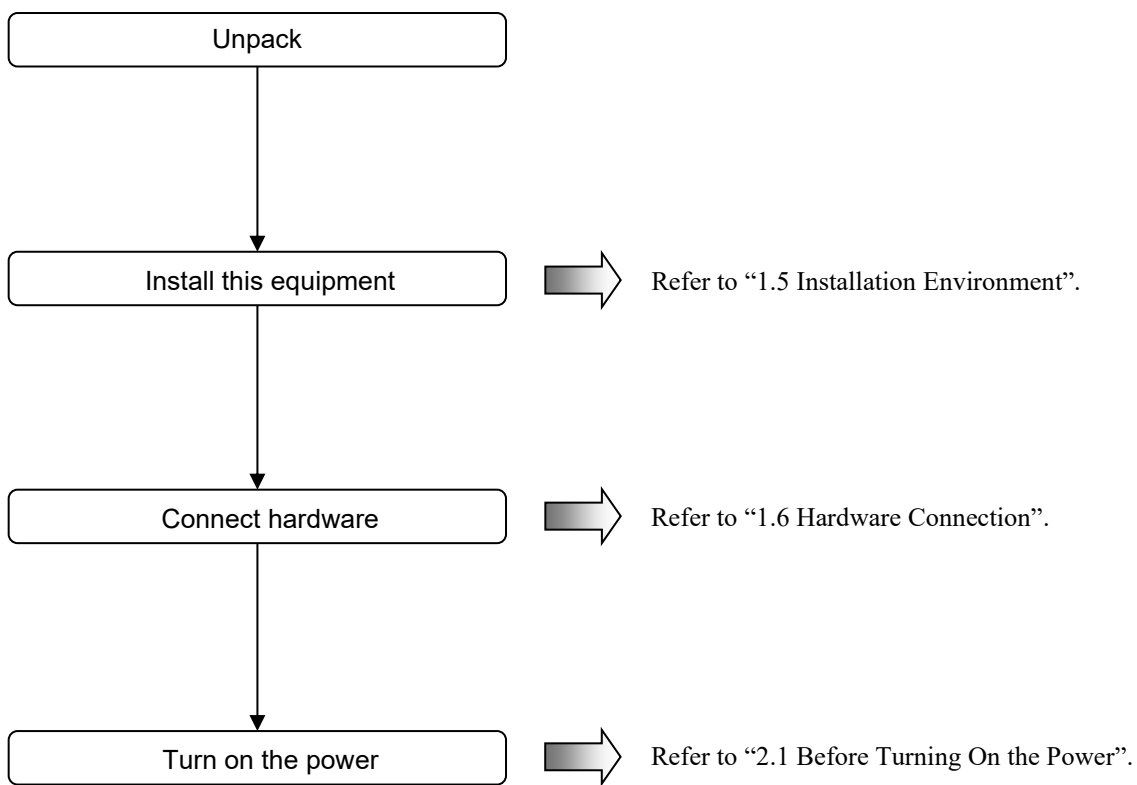 Unpack
Install this equipment
Refer to “1.5 Installation Environment”.
Connect hardware
Refer to “1.6 Hardware Connection”.
Turn on the power
Refer to “2.1 Before Turning On the Power”.